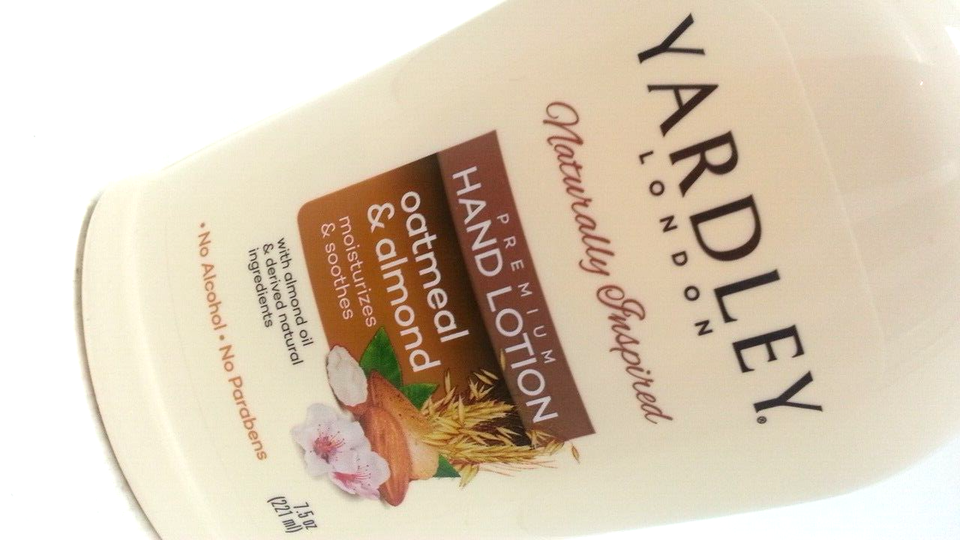 YARDLEY®
LONDON
Naturally Inspired
PREMIUM
HAND LOTION
oatmeal
& almond
moisturizes
& soothes
with almond oil
& derived natural
ingredients
• No Alcohol • No Parabens
7.5 oz
(221 ml)